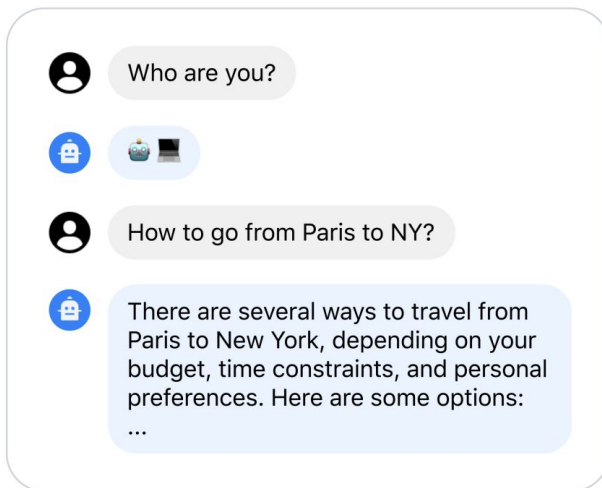 Who are you?
🤖💻
How to go from Paris to NY?
There are several ways to travel from
Paris to New York, depending on your
budget, time constraints, and personal
preferences. Here are some options:
...